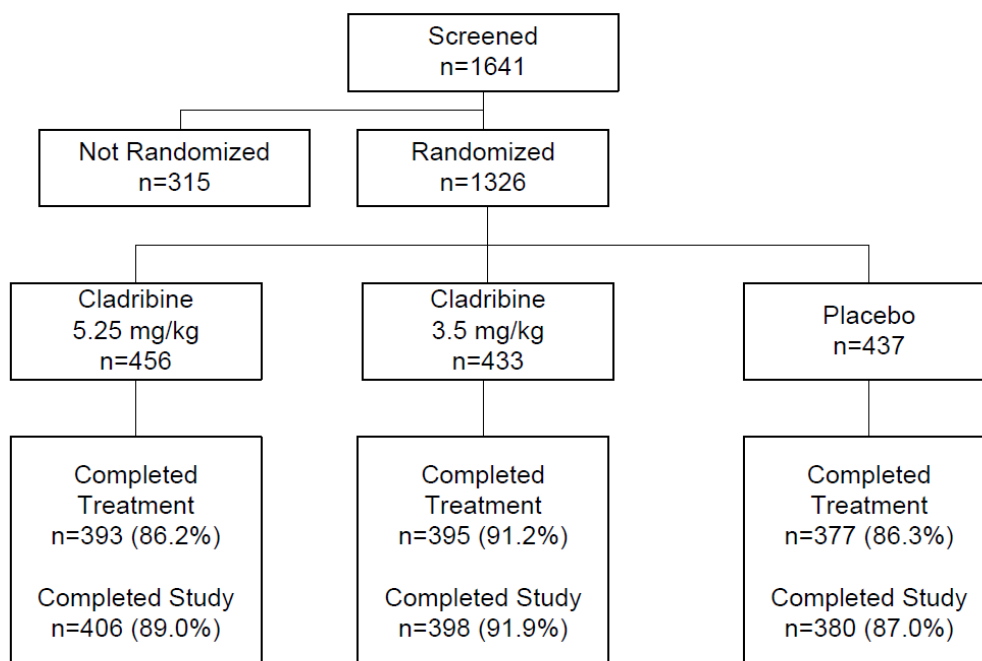 Screened
n=1641
Not Randomized
n=315
Randomized
n=1326
Cladribine
5.25 mg/kg
n=456
Cladribine
3.5 mg/kg
n=433
Placebo
n=437
Completed
Treatment
n=393 (86.2%)
Completed Study
n=406 (89.0%)
Completed
Treatment
n=395 (91.2%)
Completed Study
n=398 (91.9%)
Completed
Treatment
n=377 (86.3%)
Completed Study
n=380 (87.0%)